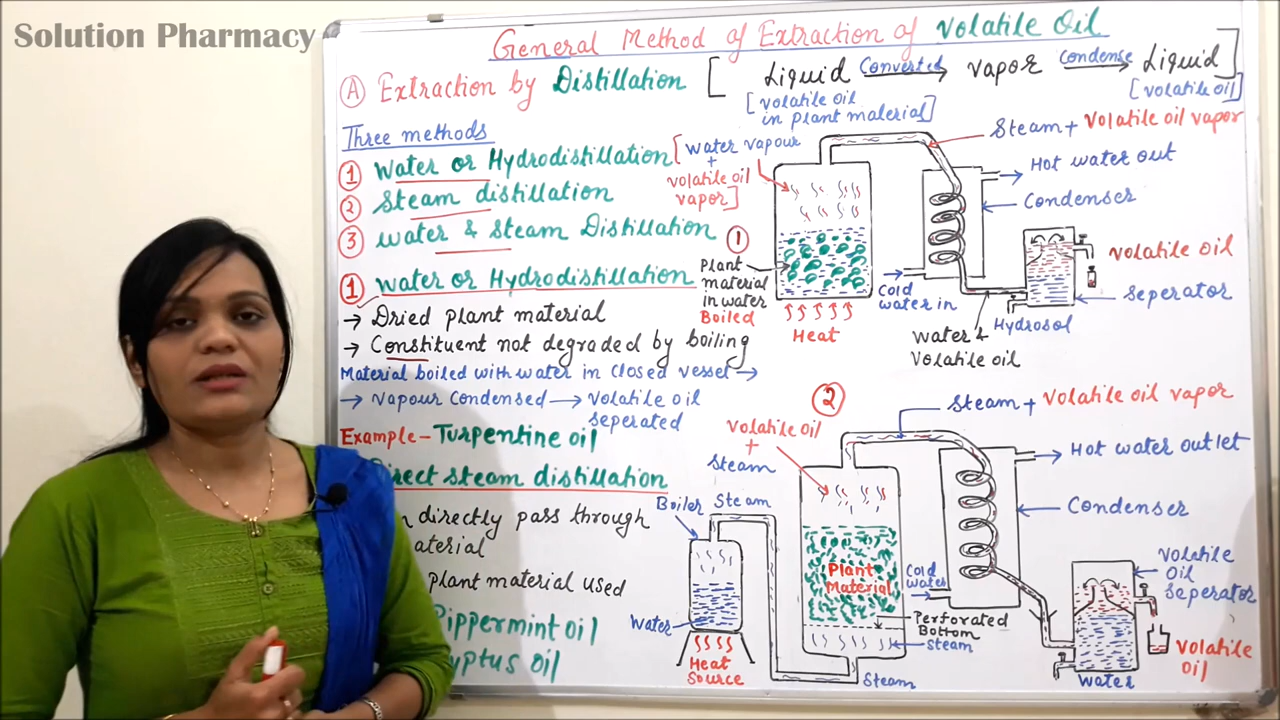 Solution Pharmacy
General Method of Extraction of Volatile Oil
(A) Extraction by Distillation [Liquid Converted → Vapor Condense → Liquid]
[Volatile oil in plant material]
[Volatile oil]
Three methods
(1) Water or Hydrodistillation
(2) Steam distillation
(3) water & steam Distillation
(1) Water or Hydrodistillation
→ Dried plant material
→ Constituent not degraded by boiling
Material boiled with water in closed vessel →
→ Vapour Condensed → Volatile oil
seperated
Example- Turpentine oil
Direct steam distillation
directly pass through
aterial
plant material used
Pippermint oil
yptus oil
[Water vapour
+
volatile oil
vapor]
Steam + Volatile oil vapor
Hot water out
Condenser
(1)
Plant
material
in water
Boiled
Heat
Cold
water in
Water &
Volatile oil
Hydrosol
Volatile oil
Seperator
(2)
Volatile oil
+
Steam
Steam + Volatile oil vapor
Hot water outlet
Condenser
Boiler
Steam
Water
Heat
Source
Plant
Material
Cold
water
Perforated
Bottom
Steam
Steam
Volatile
Oil
Seperator
Volatile
oil
Water